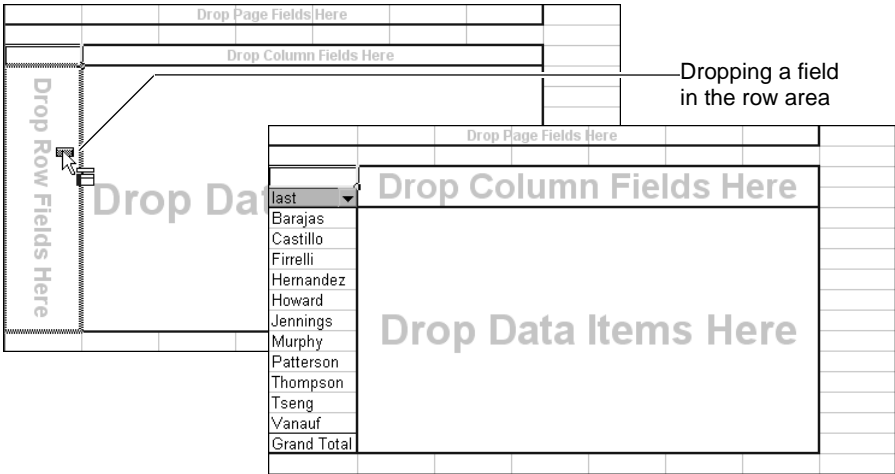 Drop Page Fields Here
Drop Column Fields Here
Drop Row Fields Here
Drop Dat
Dropping a field
in the row area
Drop Page Fields Here
Drop Column Fields Here
last
Barajas
Castillo
Firrelli
Hernandez
Howard
Jennings
Murphy
Patterson
Thompson
Tseng
Vanauf
Grand Total
Drop Data Items Here